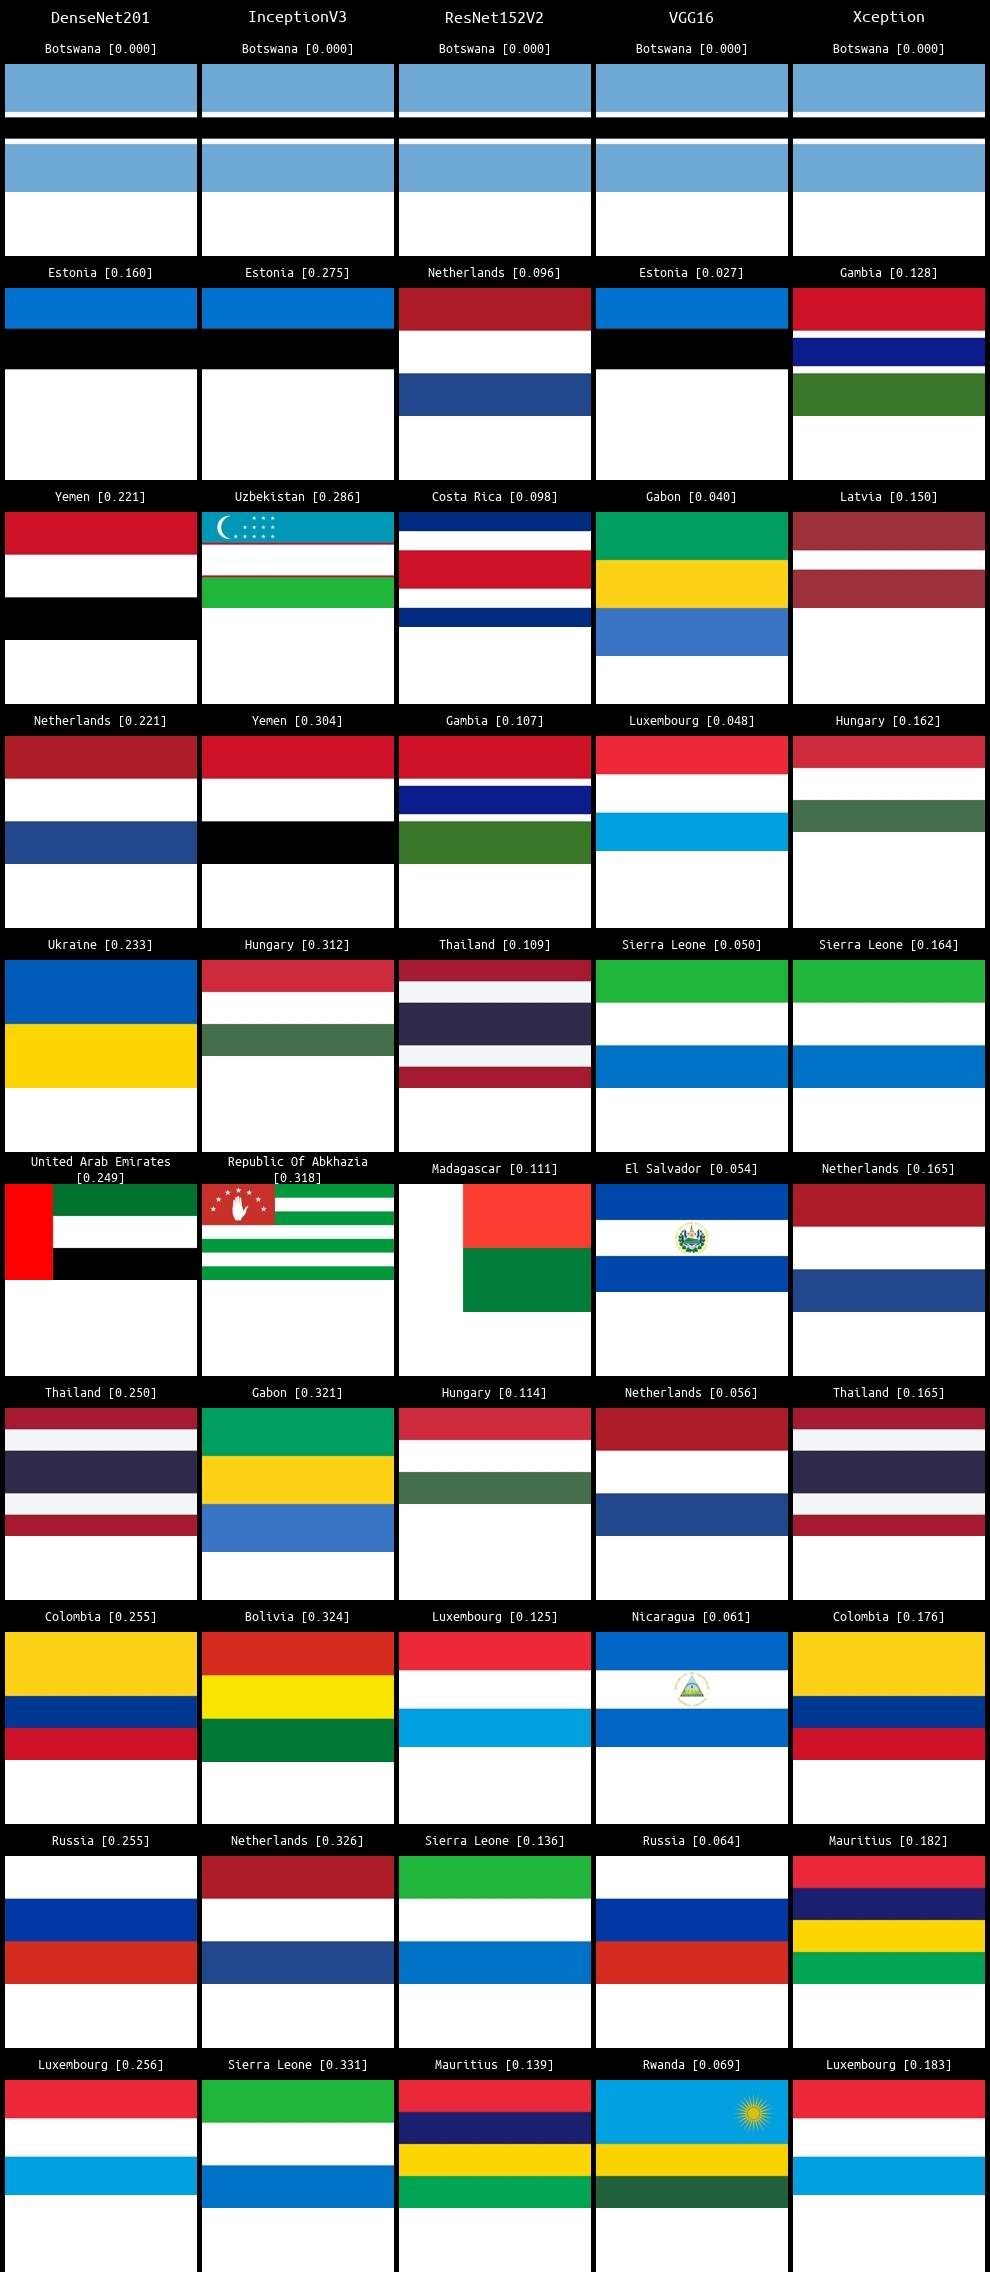 DenseNet201 InceptionV3 ResNet152V2 VGG16 Xception
Botswana [0.000] Botswana [0.000] Botswana [0.000] Botswana [0.000] Botswana [0.000]
Estonia [0.160] Estonia [0.275] Netherlands [0.096] Estonia [0.027] Gambia [0.128]
Yemen [0.221] Uzbekistan [0.286] Costa Rica [0.098] Gabon [0.040] Latvia [0.150]
Netherlands [0.221] Yemen [0.304] Gambia [0.107] Luxembourg [0.048] Hungary [0.162]
Ukraine [0.233] Hungary [0.312] Thailand [0.109] Sierra Leone [0.050] Sierra Leone [0.164]
United Arab Emirates
[0.249]
Republic Of Abkhazia
[0.318]
Madagascar [0.111] El Salvador [0.054] Netherlands [0.165]
Thailand [0.250] Gabon [0.321] Hungary [0.114] Netherlands [0.056] Thailand [0.165]
Colombia [0.255] Bolivia [0.324] Luxembourg [0.125] Nicaragua [0.061] Colombia [0.176]
Russia [0.255] Netherlands [0.326] Sierra Leone [0.136] Russia [0.064] Mauritius [0.182]
Luxembourg [0.256] Sierra Leone [0.331] Mauritius [0.139] Rwanda [0.069] Luxembourg [0.183]